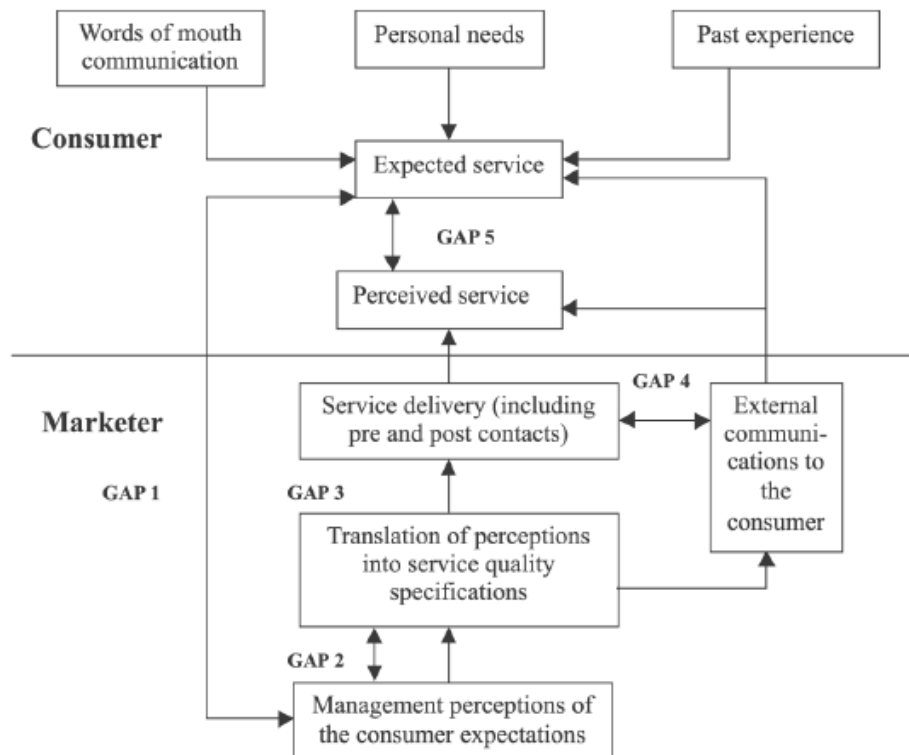 Words of mouth
communication
Personal needs
Past experience
Consumer
Expected service
GAP 5
Perceived service
GAP 4
Marketer
Service delivery (including
pre and post contacts)
External
communi-
cations to
the
consumer
GAP 1
GAP 3
Translation of perceptions
into service quality
specifications
GAP 2
Management perceptions of
the consumer expectations